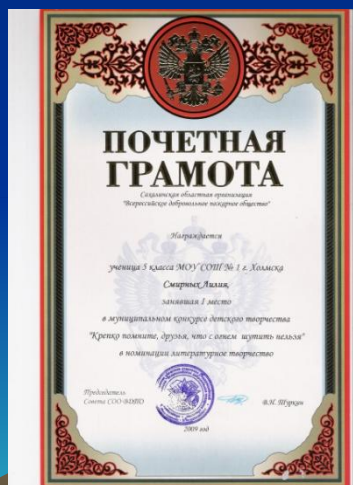 ПОЧЕТНАЯ
ГРАМОТА
Сахалинская областная организация
"Всероссийское добровольное пожарное общество"
Награждается
ученица 5 класса МОУ СОШ № 1 г. Холмска
Смирных Лилия,
занявшая I место
в муниципальном конкурсе детского творчества
"Крепко помните, друзья, что с огнем шутить нельзя"
в номинации литературное творчество
Председатель
Совета СОО ВДПО
В.Н.
2009 год